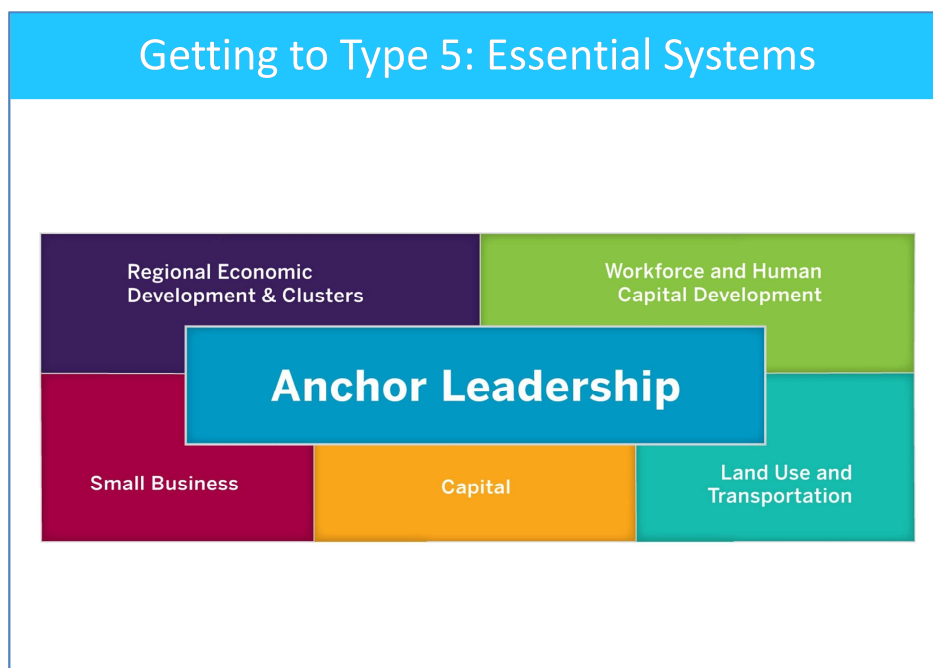 Getting to Type 5: Essential Systems
Regional Economic
Development & Clusters
Workforce and Human
Capital Development
Anchor Leadership
Small Business
Capital
Land Use and
Transportation